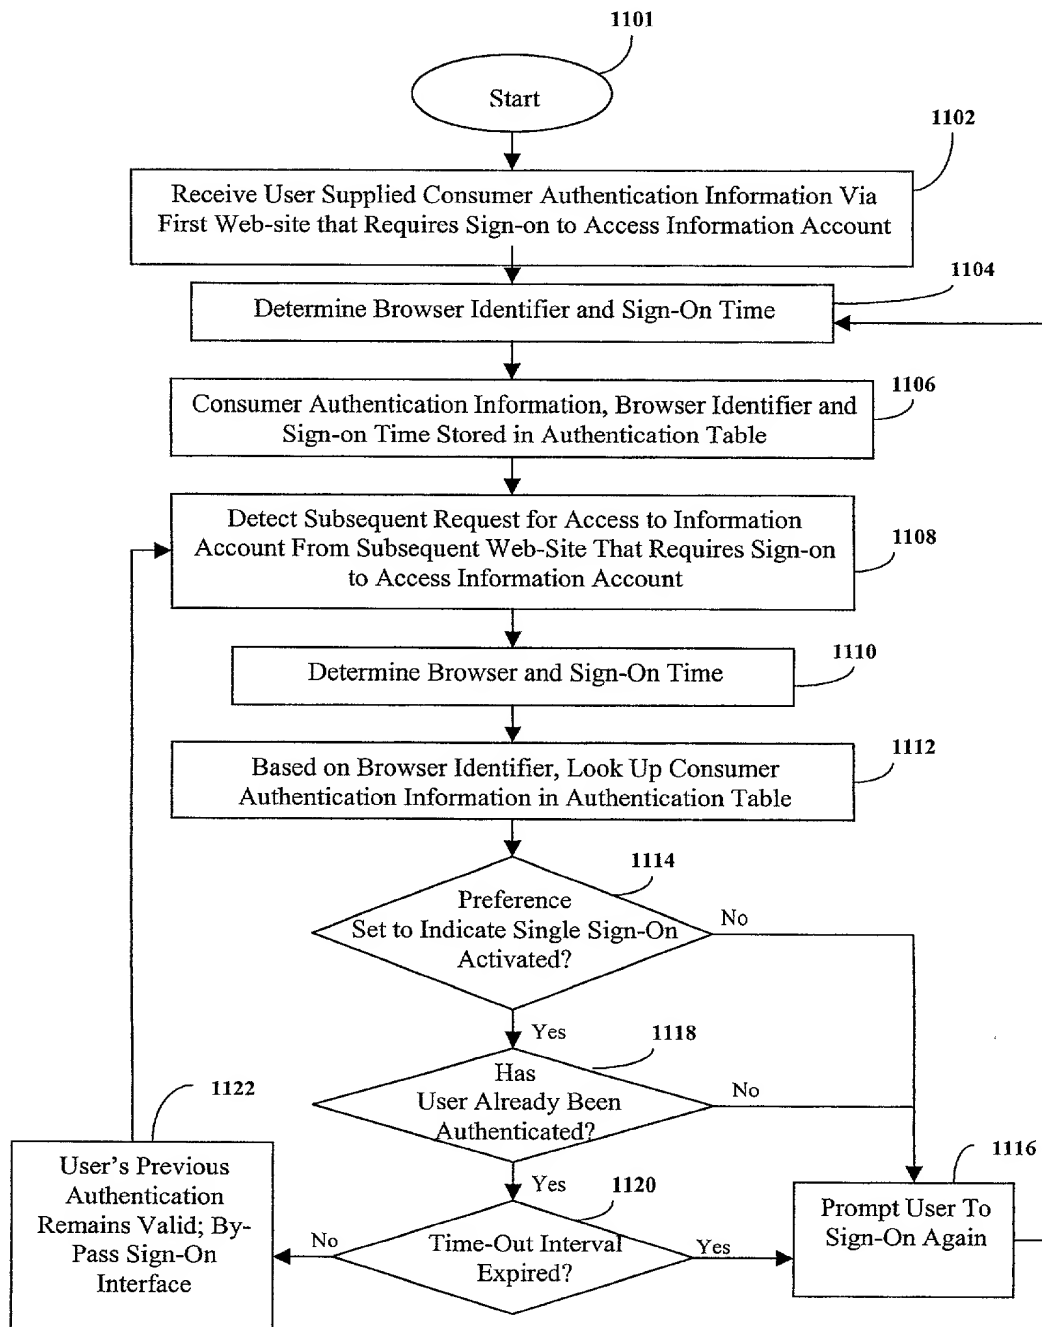 1101
Start
1102
Receive User Supplied Consumer Authentication Information Via
First Web-site that Requires Sign-on to Access Information Account
1104
Determine Browser Identifier and Sign-On Time
1106
Consumer Authentication Information, Browser Identifier and
Sign-on Time Stored in Authentication Table
Detect Subsequent Request for Access to Information
Account From Subsequent Web-Site That Requires Sign-on
to Access Information Account
1108
1110
Determine Browser and Sign-On Time
1112
Based on Browser Identifier, Look Up Consumer
Authentication Information in Authentication Table
1114
Preference
Set to Indicate Single Sign-On
Activated?
No
Yes
1118
Has
User Already Been
Authenticated?
No
1122
User's Previous
Authentication
Remains Valid; By-
Pass Sign-On
Interface
Yes
1120
Time-Out Interval
Expired?
No
Yes
1116
Prompt User To
Sign-On Again